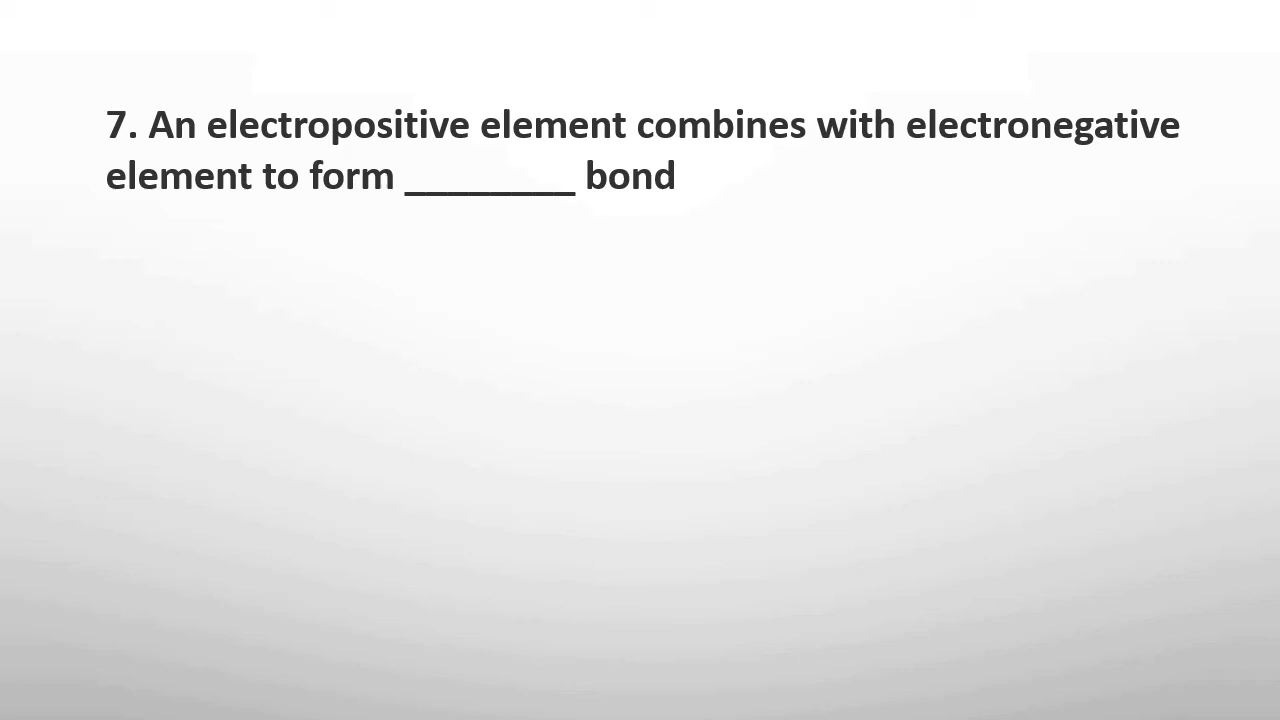 7. An electropositive element combines with electronegative
element to form ________ bond